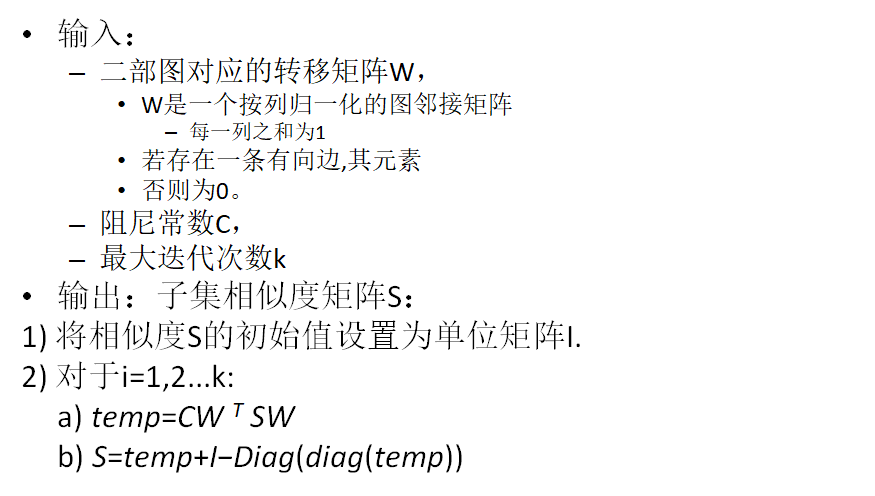 • 输入：
– 二部图对应的转移矩阵W，
• W是一个按列归一化的图邻接矩阵
– 每一列之和为1
• 若存在一条有向边,其元素
• 否则为0。
– 阻尼常数C，
– 最大迭代次数k
• 输出：子集相似度矩阵S：
1) 将相似度S的初始值设置为单位矩阵I.
2) 对于i=1,2...k:
a) temp=CW ᵀ SW
b) S=temp+I−Diag(diag(temp))